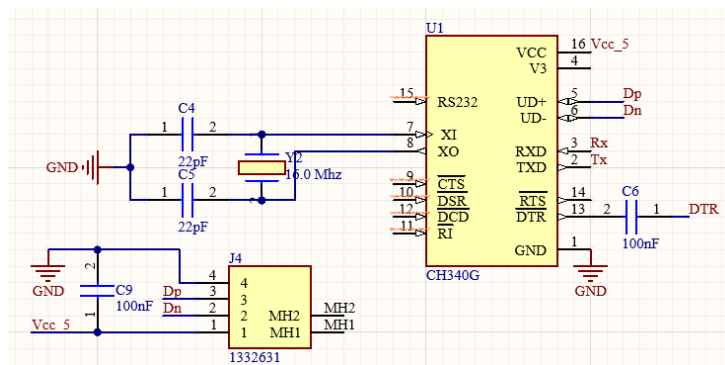 U1
VCC 16 Vcc_5
V3 4
15 RS232
UD+ 5 Dp
UD- 6 Dn
C4
1 2
22pF
7 XI
8 XO
RXD 3 Rx
TXD 2 Tx
GND
Y2
16.0 Mhz
C5
1 2
22pF
9 CTS
10 DSR
12 DCD
11 RI
RTS 14
DTR 13
C6
2 1
DTR
100nF
GND 1
CH340G
GND
GND
2
C9
100nF
1
Vcc_5
J4
4 4
Dp 3 3
Dn 2 2
1 1
MH2 MH2
MH1 MH1
1332631